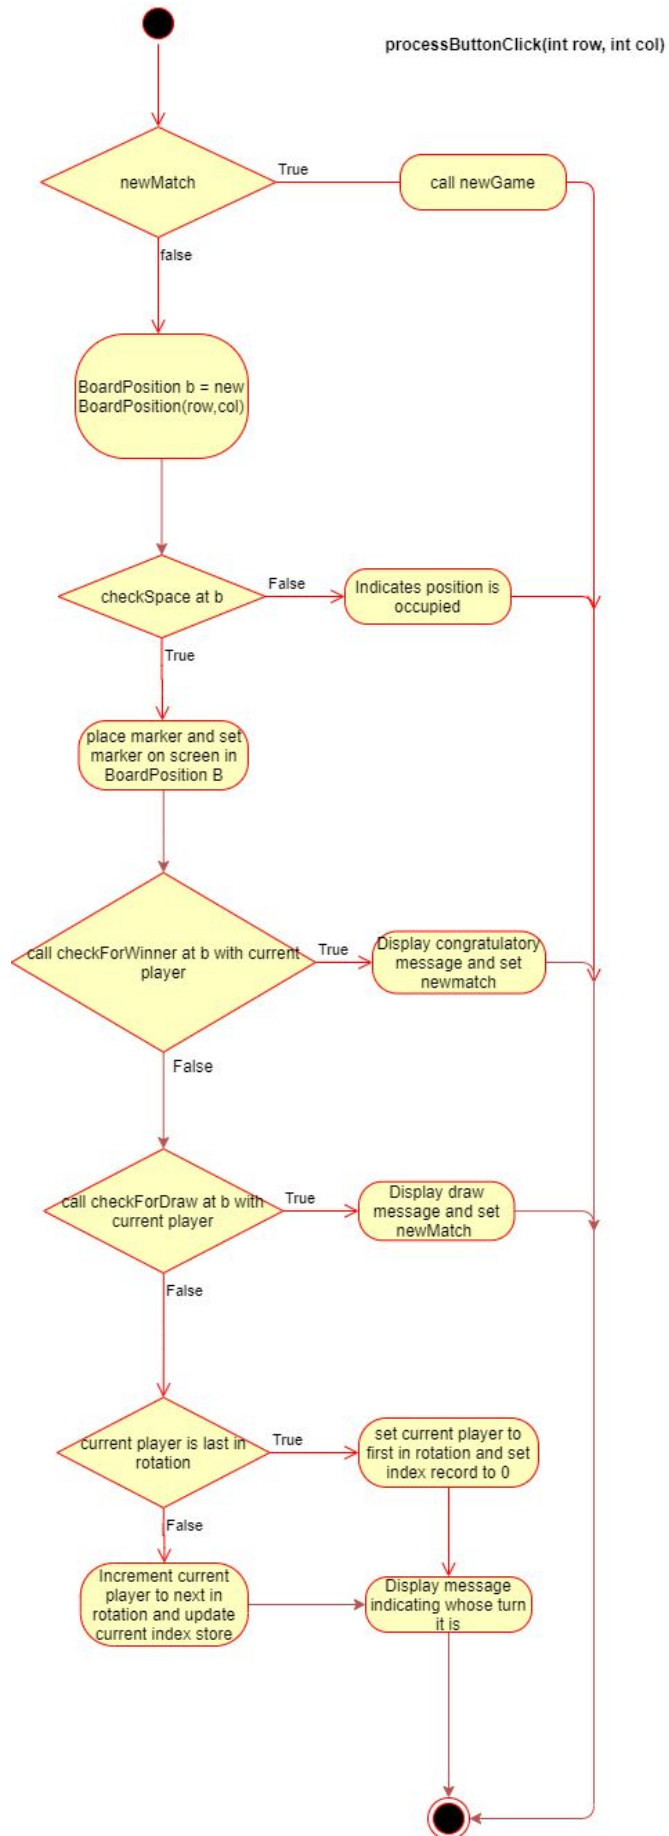 processButtonClick(int row, int col)
newMatch
True
call newGame
false
BoardPosition b = new
BoardPosition(row,col)
checkSpace at b
False
Indicates position is
occupied
True
place marker and set
marker on screen in
BoardPosition B
call checkForWinner at b with current
player
True
Display congratulatory
message and set
newmatch
False
call checkForDraw at b with
current player
True
Display draw
message and set
newMatch
False
current player is last in
rotation
True
set current player to
first in rotation and set
index record to 0
False
Increment current
player to next in
rotation and update
current index store
Display message
indicating whose turn
it is